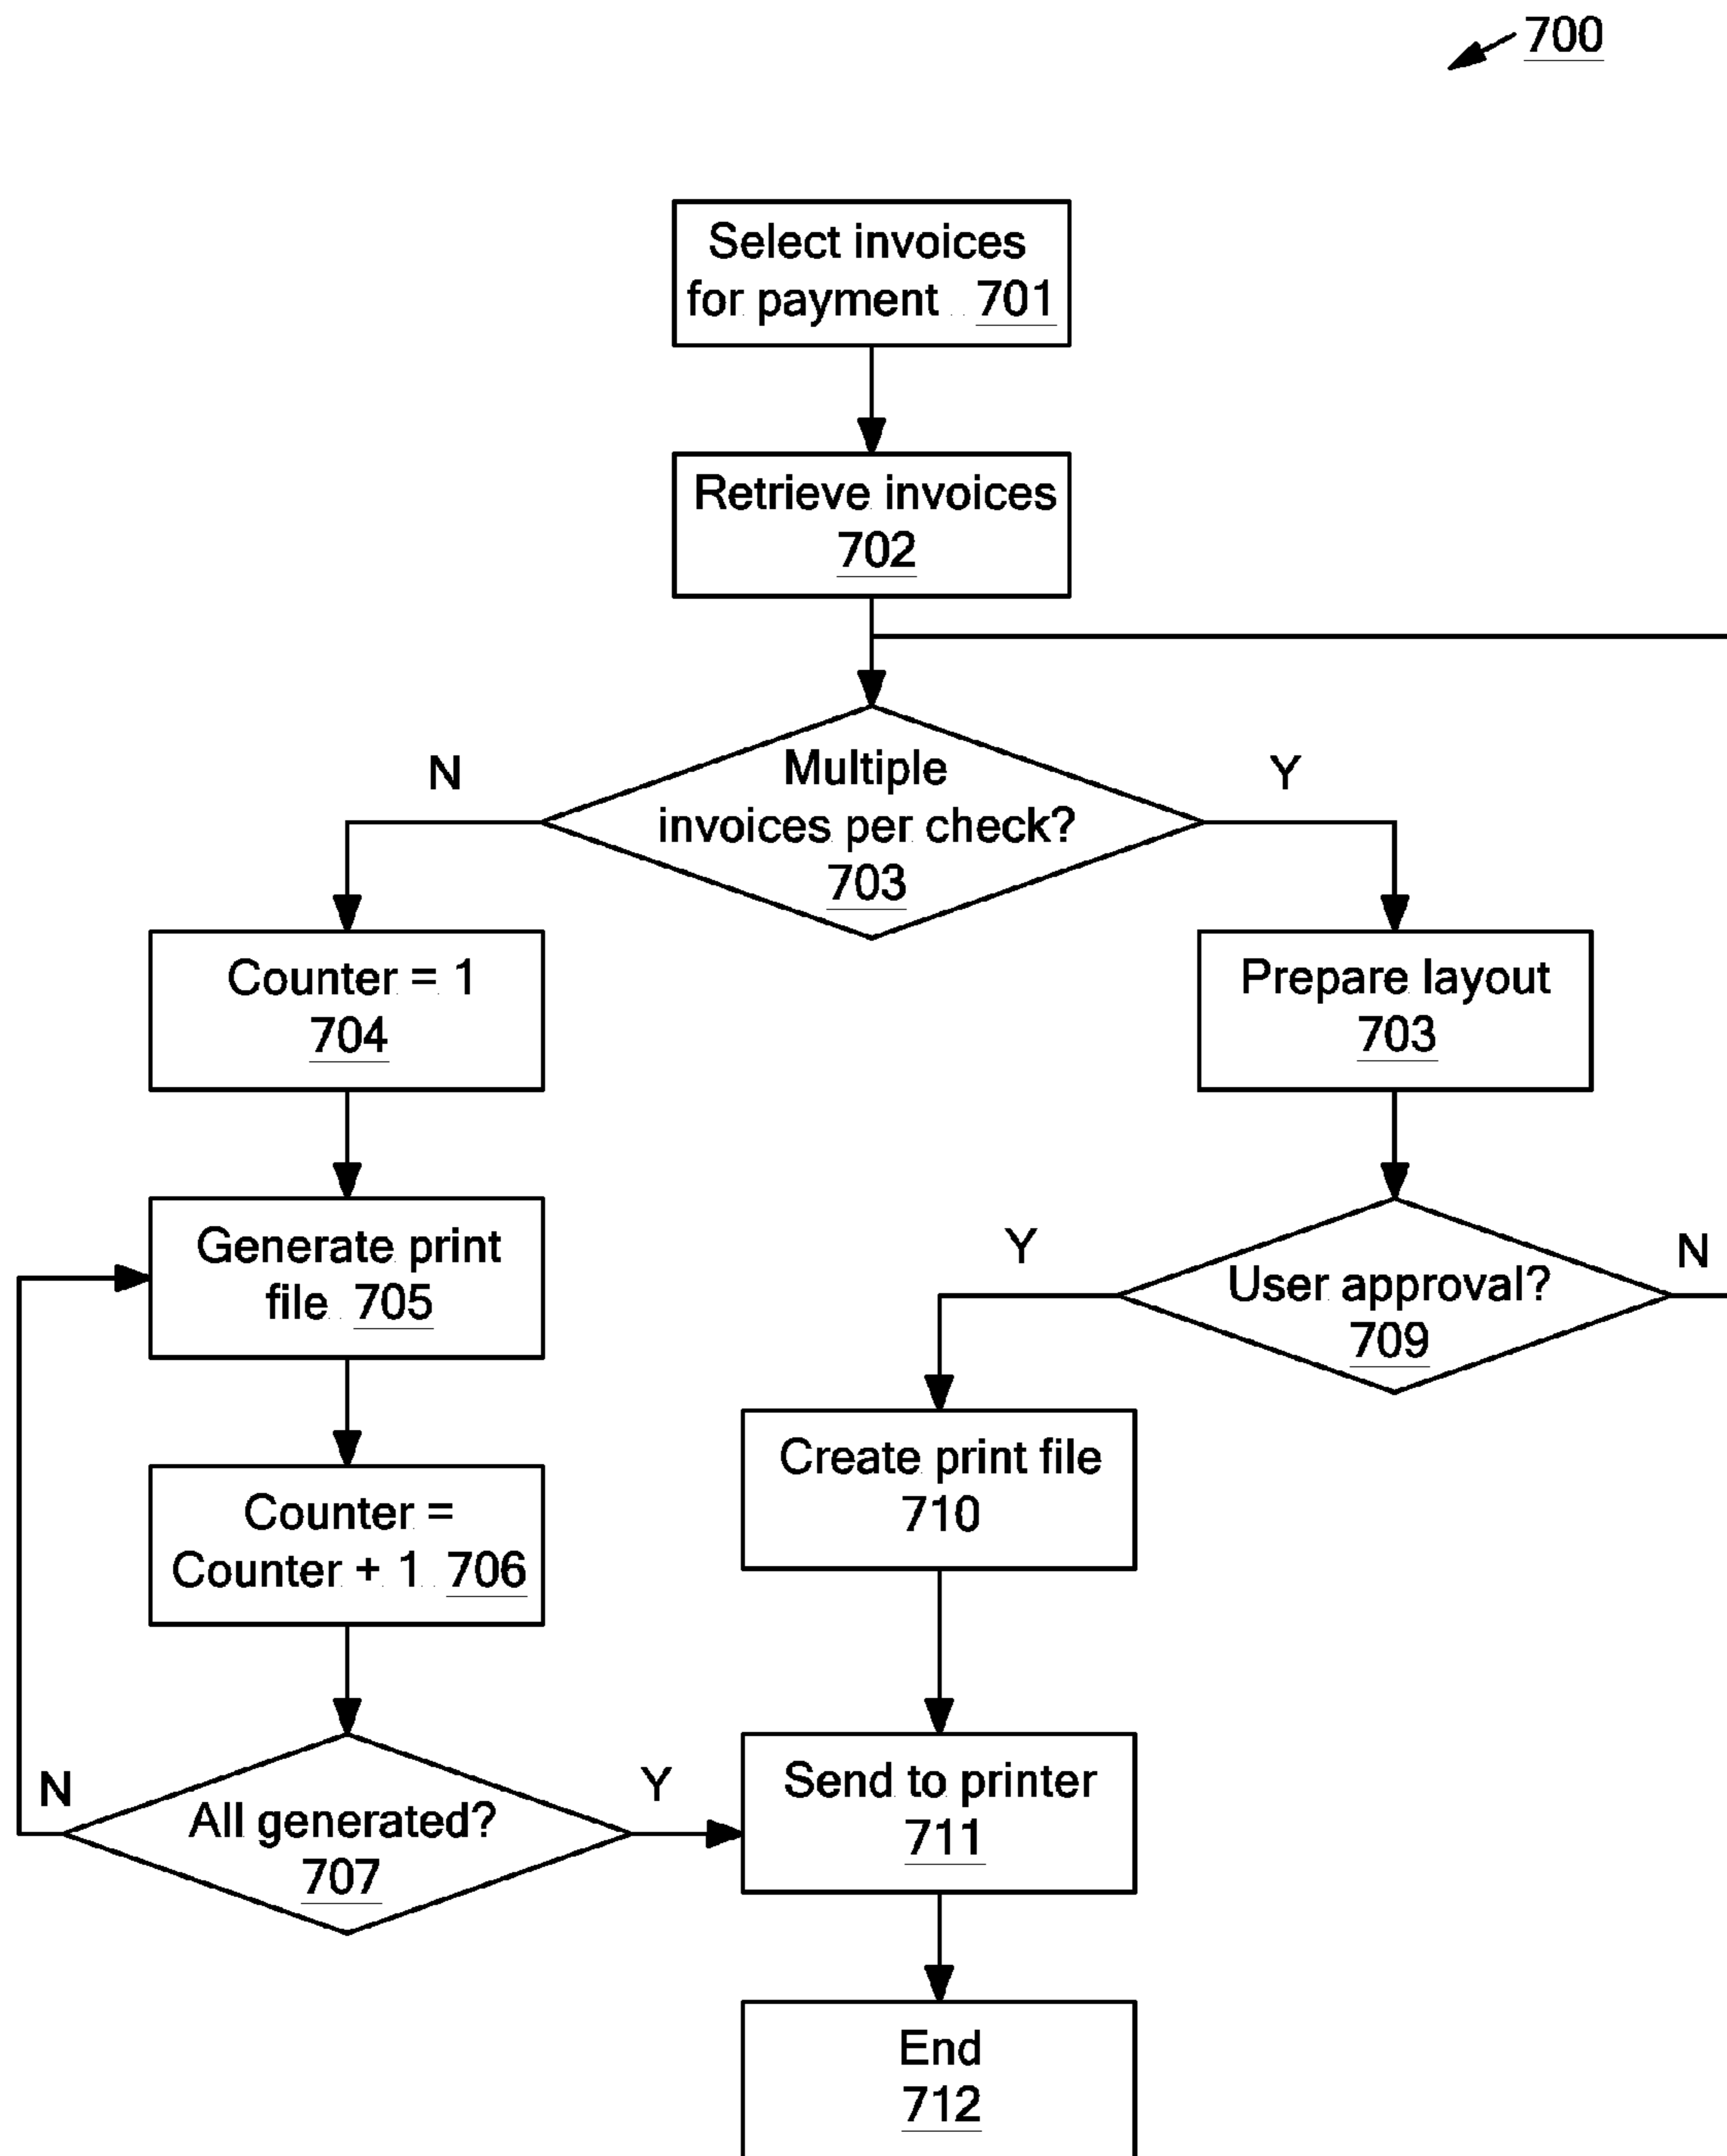 700
Select invoices
for payment 701
Retrieve invoices
702
N
Y
Multiple
invoices per check?
703
Counter = 1
704
Prepare layout
703
Generate print
file 705
Y
N
User approval?
709
Create print file
710
Counter =
Counter + 1 706
N
Y
All generated?
707
Send to printer
711
End
712